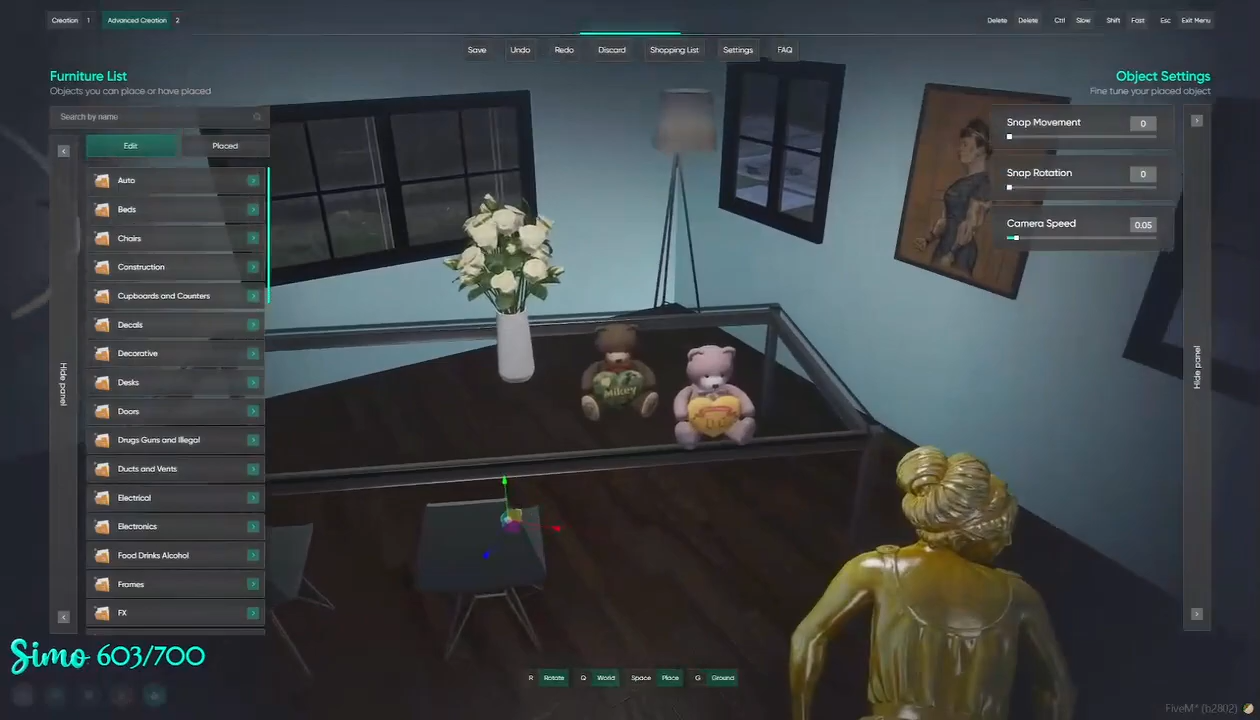 Creation 1 Advanced Creation 2
Delete Delete Ctrl Slow Shift Fast Esc Exit Menu
Save Undo Redo Discard Shopping List Settings FAQ
Furniture List
Objects you can place or have placed
Search by name
Edit Placed
Auto
Beds
Chairs
Construction
Cupboards and Counters
Decals
Decorative
Desks
Doors
Drugs Guns and Illegal
Ducts and Vents
Electrical
Electronics
Food Drinks Alcohol
Frames
FX
Hide panel
Object Settings
Fine tune your placed object
Snap Movement 0
Snap Rotation 0
Camera Speed 0.05
Hide panel
Mikey
Simo 603/700
R Rotate Q World Space Place G Ground
FiveM* (b2802)